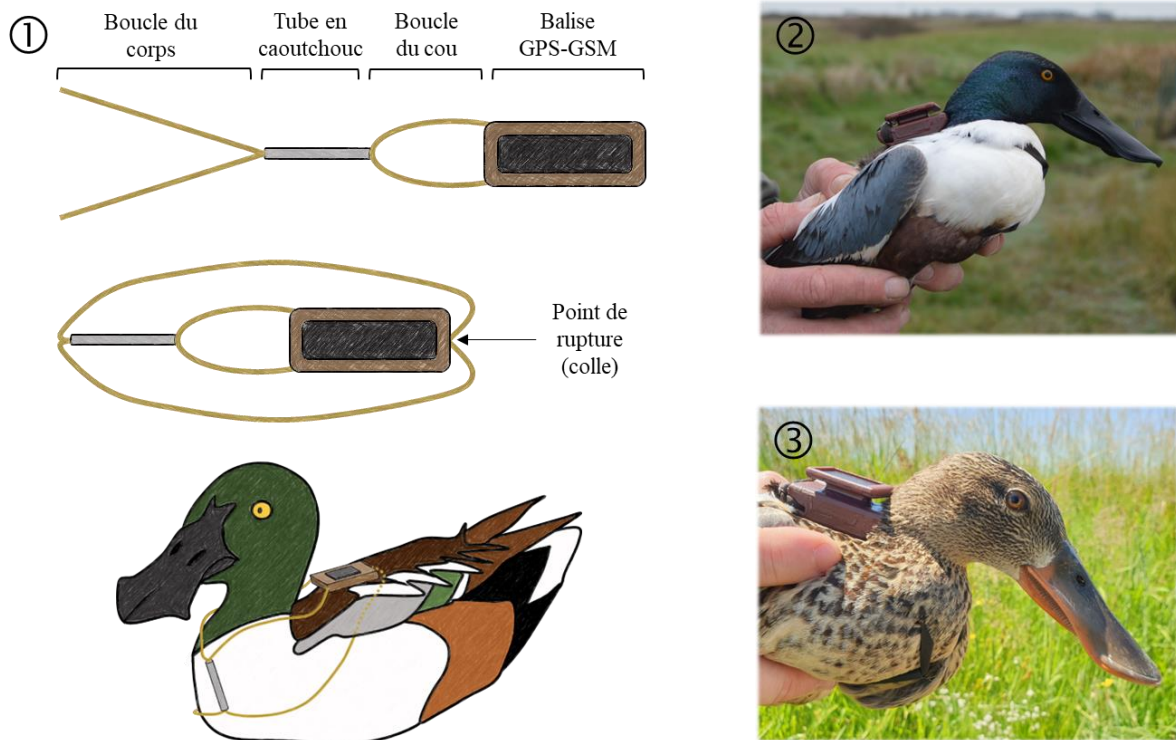 ①
Boucle du
corps
Tube en
caoutchouc
Boucle
du cou
Balise
GPS-GSM
Point de
rupture
(colle)
②
③